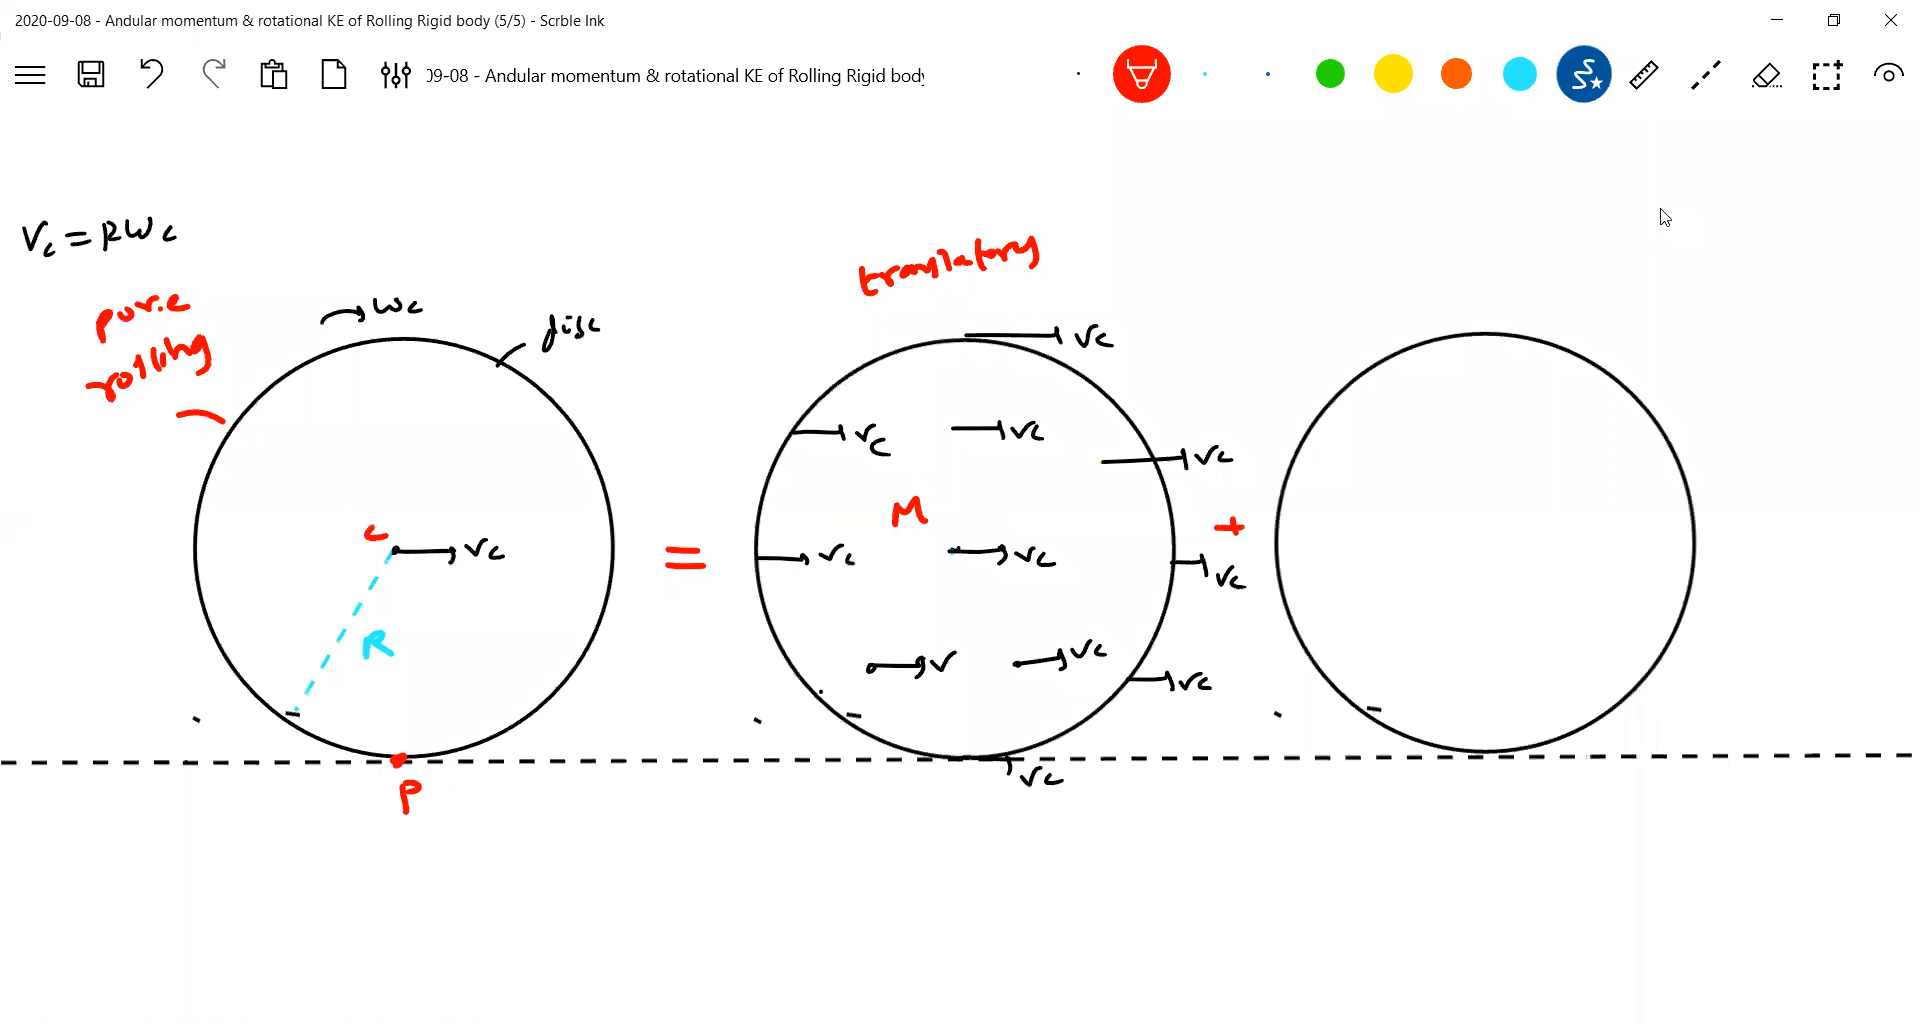 2020-09-08 - Andular momentum & rotational KE of Rolling Rigid body (5/5) - Scrble Ink
09-08 - Andular momentum & rotational KE of Rolling Rigid body
Vc = RWc
pure
rolling
Wc
disc
translatory
Vc
Vc
Vc
Vc
M
+
C
Vc
=
Vc
Vc
Vc
R
V
Vc
Vc
P
Vc